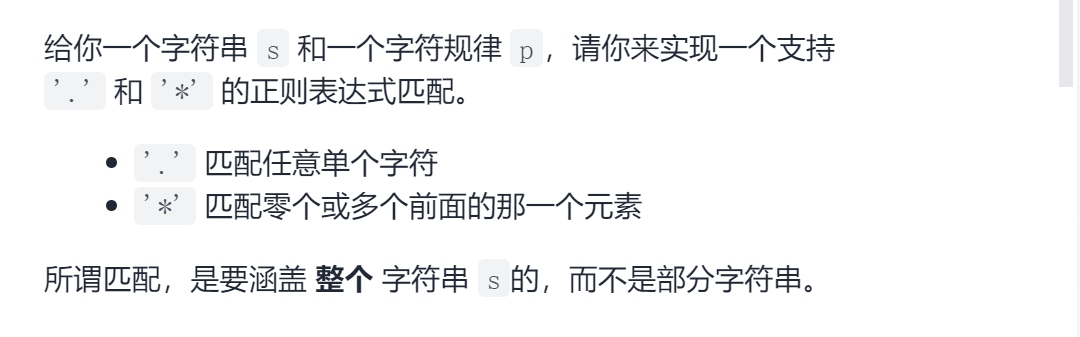 给你一个字符串 s 和一个字符规律 p，请你来实现一个支持
'.' 和 '*' 的正则表达式匹配。
• '.' 匹配任意单个字符
• '*' 匹配零个或多个前面的那一个元素
所谓匹配，是要涵盖 整个 字符串 s的，而不是部分字符串。